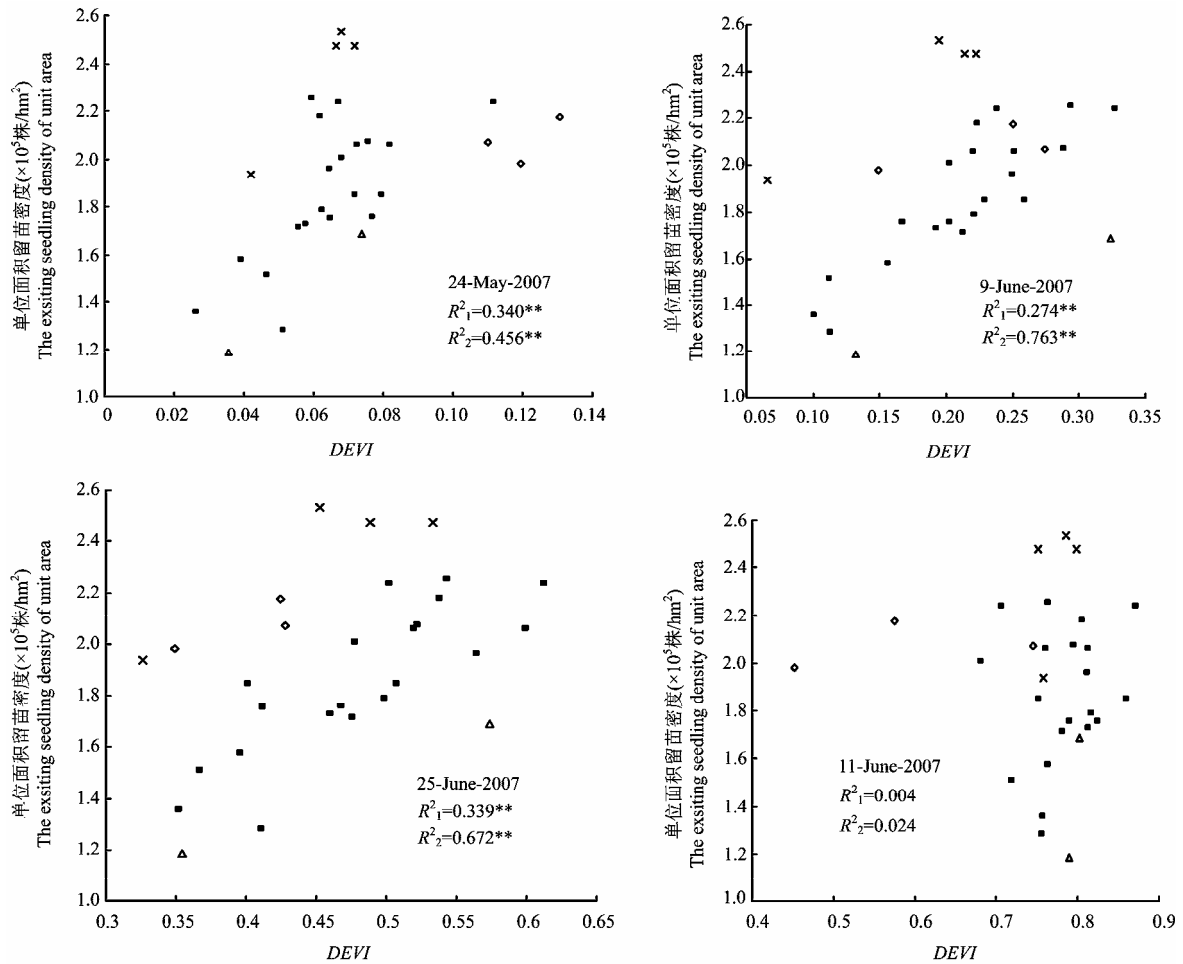 单位面积留苗密度(×10⁵株/hm²)
The exsiting seedling density of unit area
2.6
2.4
2.2
2.0
1.8
1.6
1.4
1.2
1.0
24-May-2007
R²₁=0.340**
R²₂=0.456**
0 0.02 0.04 0.06 0.08 0.10 0.12 0.14
DEVI
单位面积留苗密度(×10⁵株/hm²)
The exsiting seedling density of unit area
2.6
2.4
2.2
2.0
1.8
1.6
1.4
1.2
1.0
9-June-2007
R²₁=0.274**
R²₂=0.763**
0.05 0.10 0.15 0.20 0.25 0.30 0.35
DEVI
单位面积留苗密度(×10⁵株/hm²)
The exsiting seedling density of unit area
2.6
2.4
2.2
2.0
1.8
1.6
1.4
1.2
1.0
25-June-2007
R²₁=0.339**
R²₂=0.672**
0.3 0.35 0.4 0.45 0.5 0.55 0.6 0.65
DEVI
单位面积留苗密度(×10⁵株/hm²)
The exsiting seedling density of unit area
2.6
2.4
2.2
2.0
1.8
1.6
1.4
1.2
1.0
11-June-2007
R²₁=0.004
R²₂=0.024
0.4 0.5 0.6 0.7 0.8 0.9
DEVI